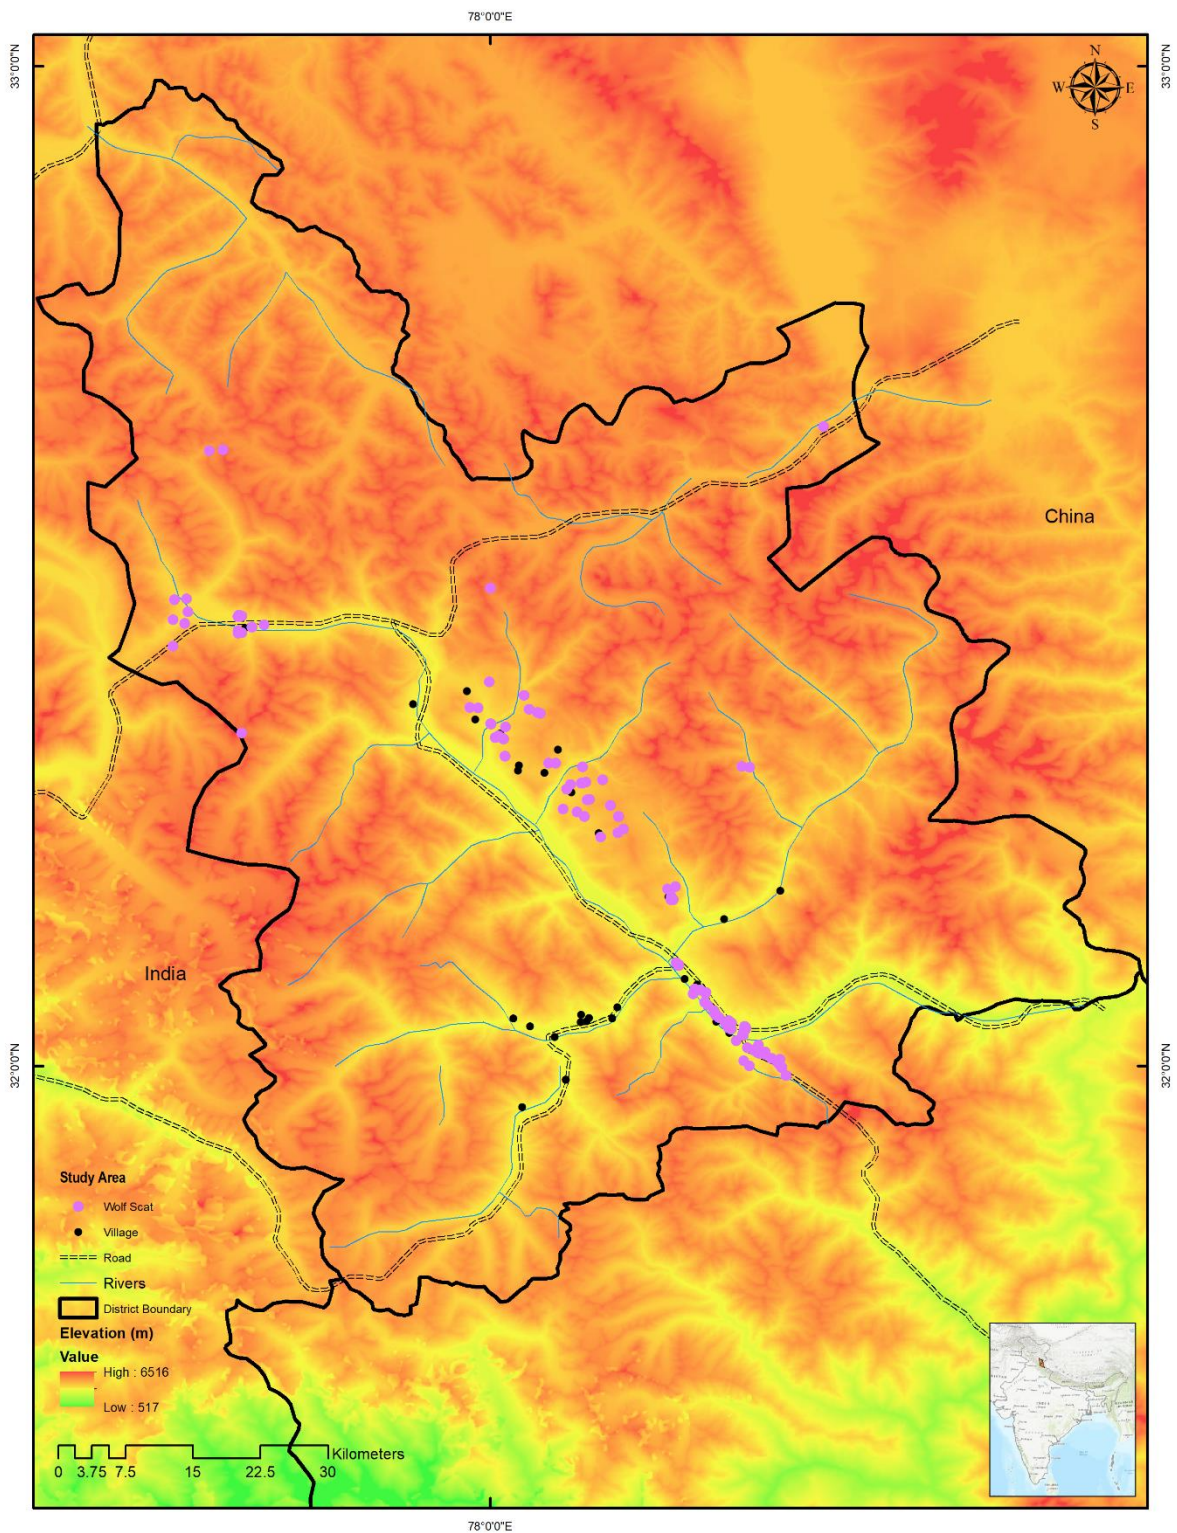 78°0'0"E
33°0'0"N
33°0'0"N
N
W E
S
China
India
32°0'0"N
32°0'0"N
Study Area
Wolf Scat
Village
Road
Rivers
District Boundary
Elevation (m)
Value
High : 6516
Low : 517
Kilometers
0 3.75 7.5 15 22.5 30
78°0'0"E